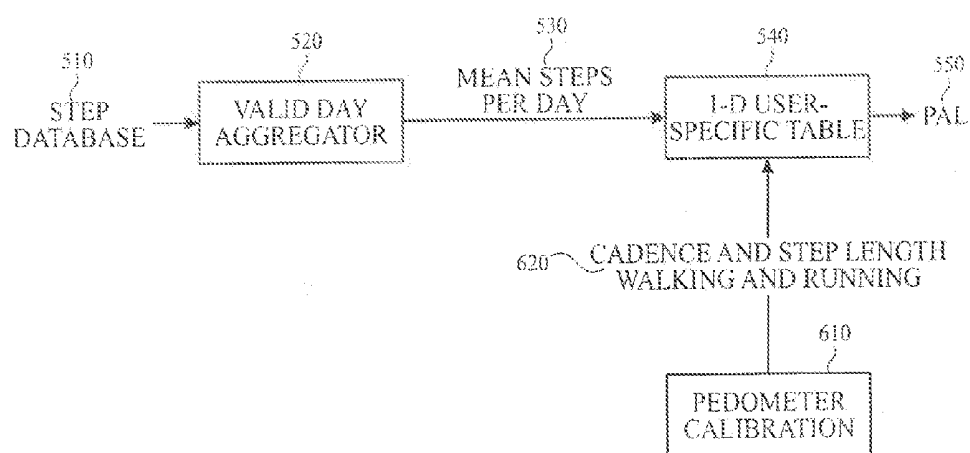 510
STEP
DATABASE
520
VALID DAY
AGGREGATOR
530
MEAN STEPS
PER DAY
540
1-D USER-
SPECIFIC TABLE
550
PAL
620
CADENCE AND STEP LENGTH
WALKING AND RUNNING
610
PEDOMETER
CALIBRATION